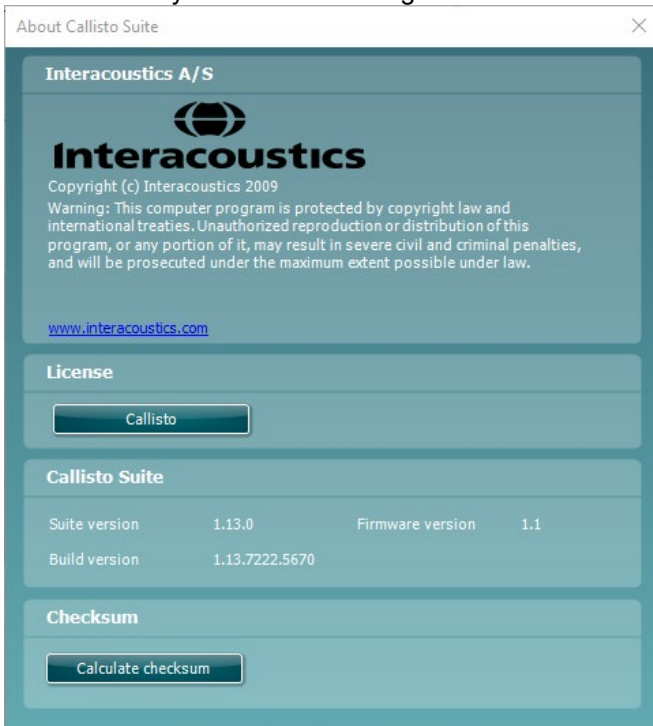 About Callisto Suite
Interacoustics A/S
Interacoustics
Copyright (c) Interacoustics 2009
Warning: This computer program is protected by copyright law and
international treaties. Unauthorized reproduction or distribution of this
program, or any portion of it, may result in severe civil and criminal penalties,
and will be prosecuted under the maximum extent possible under law.
www.interacoustics.com
License
Callisto
Callisto Suite
Suite version 1.13.0 Firmware version 1.1
Build version 1.13.7222.5670
Checksum
Calculate checksum